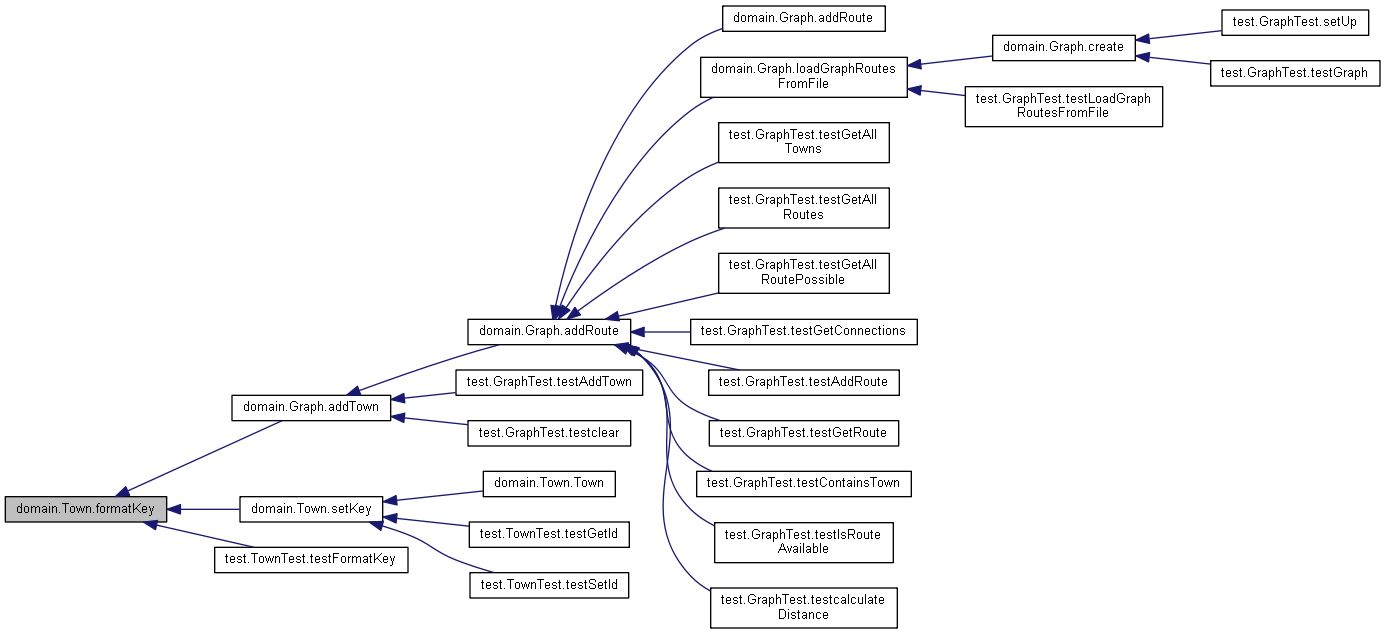 domain.Graph.addRoute
test.GraphTest.setUp
domain.Graph.create
domain.Graph.loadGraphRoutes
FromFile
test.GraphTest.testGraph
test.GraphTest.testLoadGraph
RoutesFromFile
test.GraphTest.testGetAll
Towns
test.GraphTest.testGetAll
Routes
test.GraphTest.testGetAll
RoutePossible
domain.Graph.addRoute
test.GraphTest.testGetConnections
test.GraphTest.testAddTown
test.GraphTest.testAddRoute
domain.Graph.addTown
test.GraphTest.testclear
test.GraphTest.testGetRoute
domain.Town.Town
test.GraphTest.testContainsTown
domain.Town.formatKey
domain.Town.setKey
test.TownTest.testGetId
test.GraphTest.testIsRoute
Available
test.TownTest.testFormatKey
test.TownTest.testSetId
test.GraphTest.testcalculate
Distance